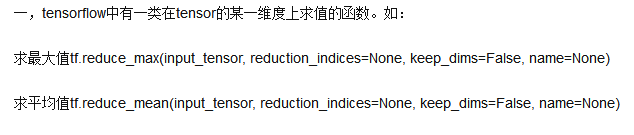 一，tensorflow中有一类在tensor的某一维度上求值的函数。如：
求最大值tf.reduce_max(input_tensor, reduction_indices=None, keep_dims=False, name=None)
求平均值tf.reduce_mean(input_tensor, reduction_indices=None, keep_dims=False, name=None)